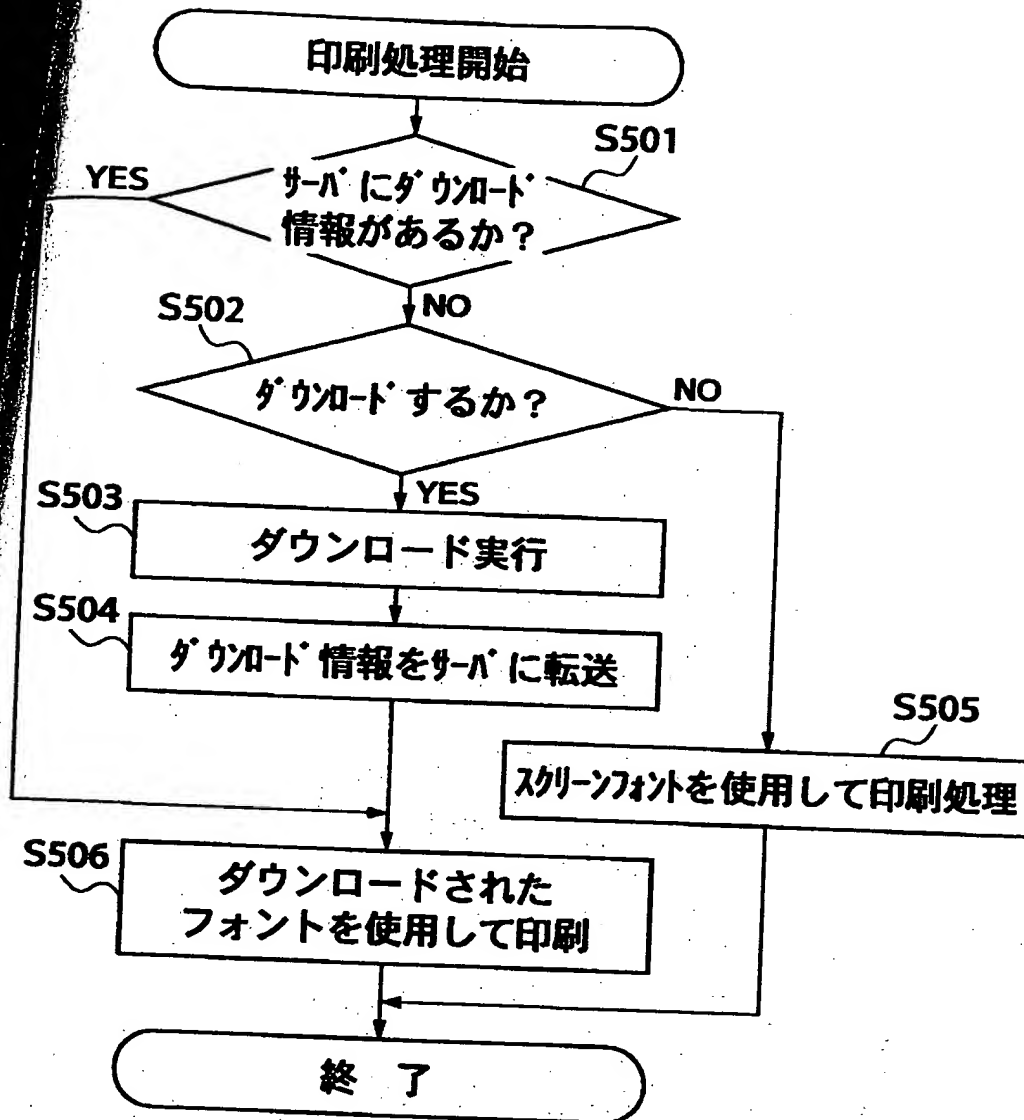 印刷処理開始
S501
YES
サーバにダウンロード
情報があるか？
NO
S502
ダウンロードするか？
NO
YES
S503
ダウンロード実行
S504
ダウンロード情報をサーバに転送
S505
スクリーンフォントを使用して印刷処理
S506
ダウンロードされた
フォントを使用して印刷
終 了